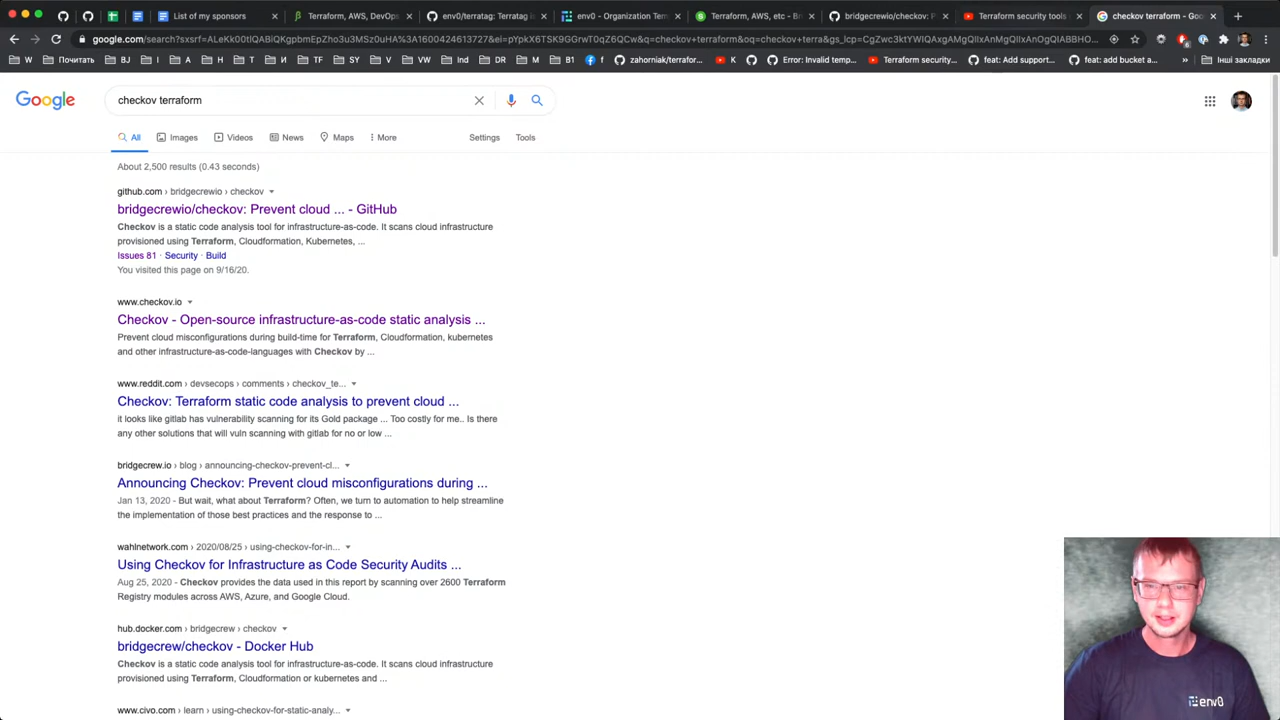 List of my sponsors
Terraform, AWS, DevOps
env0/terratag: Terratag
env0 - Organization Tem
Terraform, AWS, etc - Br
bridgecrewio/checkov: P
Terraform security tools
checkov terraform - Goo
google.com/search?
W
Почитать
BJ
I
A
H
T
И
TF
SY
V
VW
Ind
DR
M
B1
f
zahorniak/terrafor...
K
Error: Invalid temp...
Terraform security...
feat: Add support...
feat: add bucket a...
»
Інші закладки
Google
checkov terraform
All
Images
Videos
News
Maps
More
Settings
Tools
About 2,500 results (0.43 seconds)
github.com › bridgecrewio › checkov
bridgecrewio/checkov: Prevent cloud ... - GitHub
Checkov is a static code analysis tool for infrastructure-as-code. It scans cloud infrastructure
provisioned using Terraform, Cloudformation, Kubernetes, ...
Issues 81 · Security · Build
You visited this page on 9/16/20.
www.checkov.io
Checkov - Open-source infrastructure-as-code static analysis ...
Prevent cloud misconfigurations during build-time for Terraform, Cloudformation, kubernetes
and other infrastructure-as-code-languages with Checkov by ...
www.reddit.com › devsecops › comments › checkov_te...
Checkov: Terraform static code analysis to prevent cloud ...
it looks like gitlab has vulnerability scanning for its Gold package ... Too costly for me.. Is there
any other solutions that will vuln scanning with gitlab for no or low ...
bridgecrew.io › blog › announcing-checkov-prevent-cl...
Announcing Checkov: Prevent cloud misconfigurations during ...
Jan 13, 2020 - But wait, what about Terraform? Often, we turn to automation to help streamline
the implementation of those best practices and the response to ...
wahlnetwork.com › 2020/08/25 › using-checkov-for-in...
Using Checkov for Infrastructure as Code Security Audits ...
Aug 25, 2020 - Checkov provides the data used in this report by scanning over 2600 Terraform
Registry modules across AWS, Azure, and Google Cloud.
hub.docker.com › bridgecrew › checkov
bridgecrew/checkov - Docker Hub
Checkov is a static code analysis tool for infrastructure-as-code. It scans cloud infrastructure
provisioned using Terraform, Cloudformation or kubernetes and ...
www.civo.com › learn › using-checkov-for-static-analy...
env0